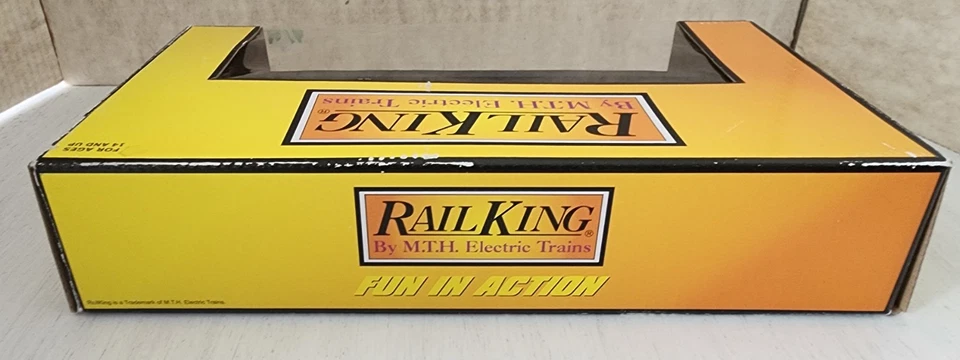 RAILKING®
By M.T.H. Electric Trains
FOR AGES
14 AND UP
RAILKING®
By M.T.H. Electric Trains
FUN IN ACTION
RailKing is a Trademark of M.T.H. Electric Trains.